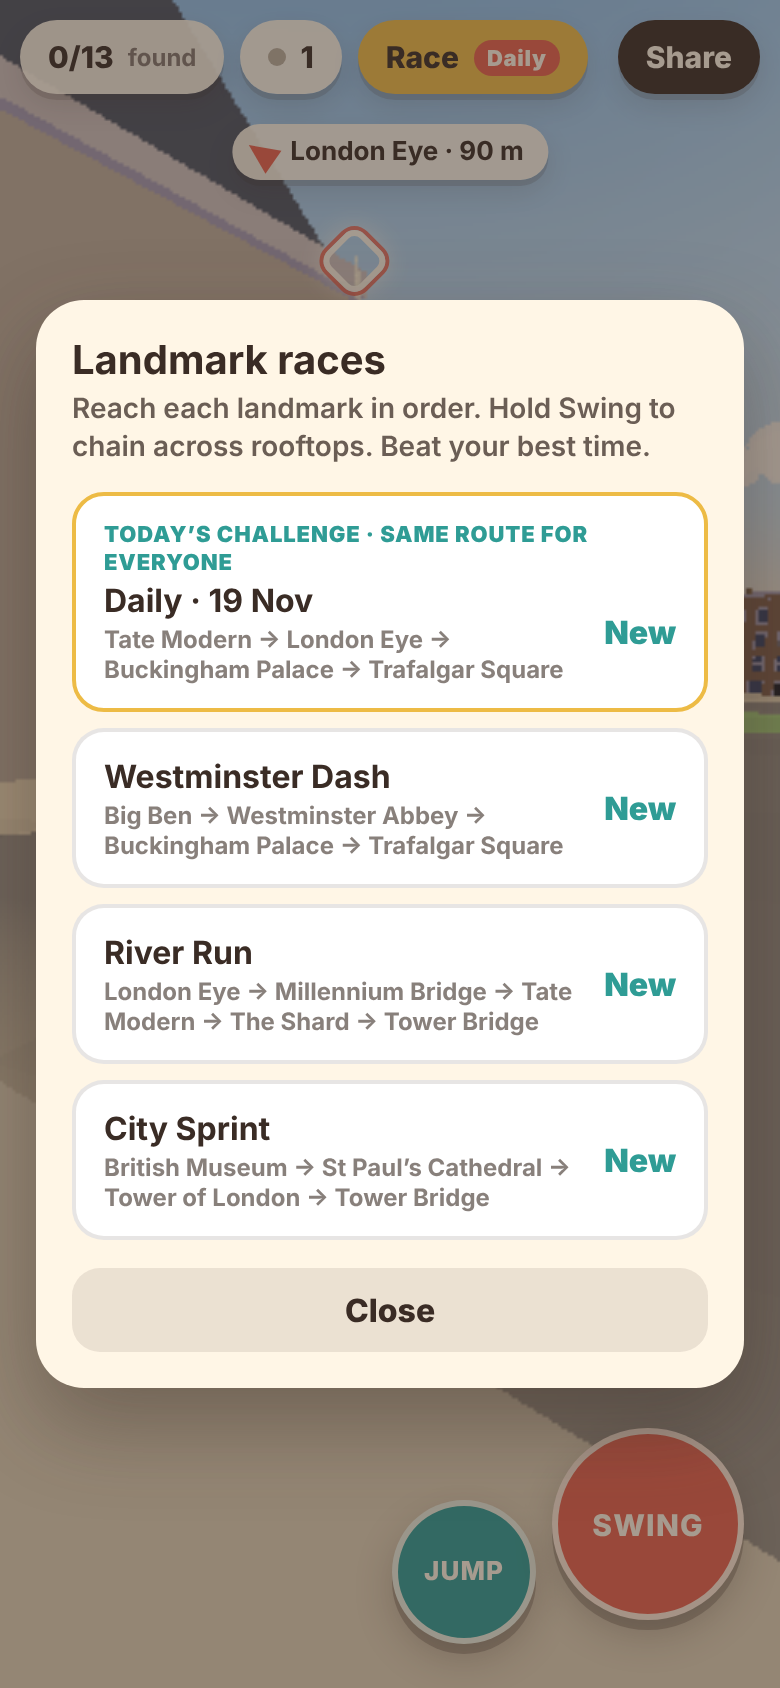 0/13 found
1
Race Daily
Share
London Eye · 90 m
Landmark races
Reach each landmark in order. Hold Swing to
chain across rooftops. Beat your best time.
TODAY’S CHALLENGE · SAME ROUTE FOR
EVERYONE
Daily · 19 Nov
Tate Modern → London Eye →
Buckingham Palace → Trafalgar Square
New
Westminster Dash
Big Ben → Westminster Abbey →
Buckingham Palace → Trafalgar Square
New
River Run
London Eye → Millennium Bridge → Tate
Modern → The Shard → Tower Bridge
New
City Sprint
British Museum → St Paul’s Cathedral →
Tower of London → Tower Bridge
New
Close
SWING
JUMP